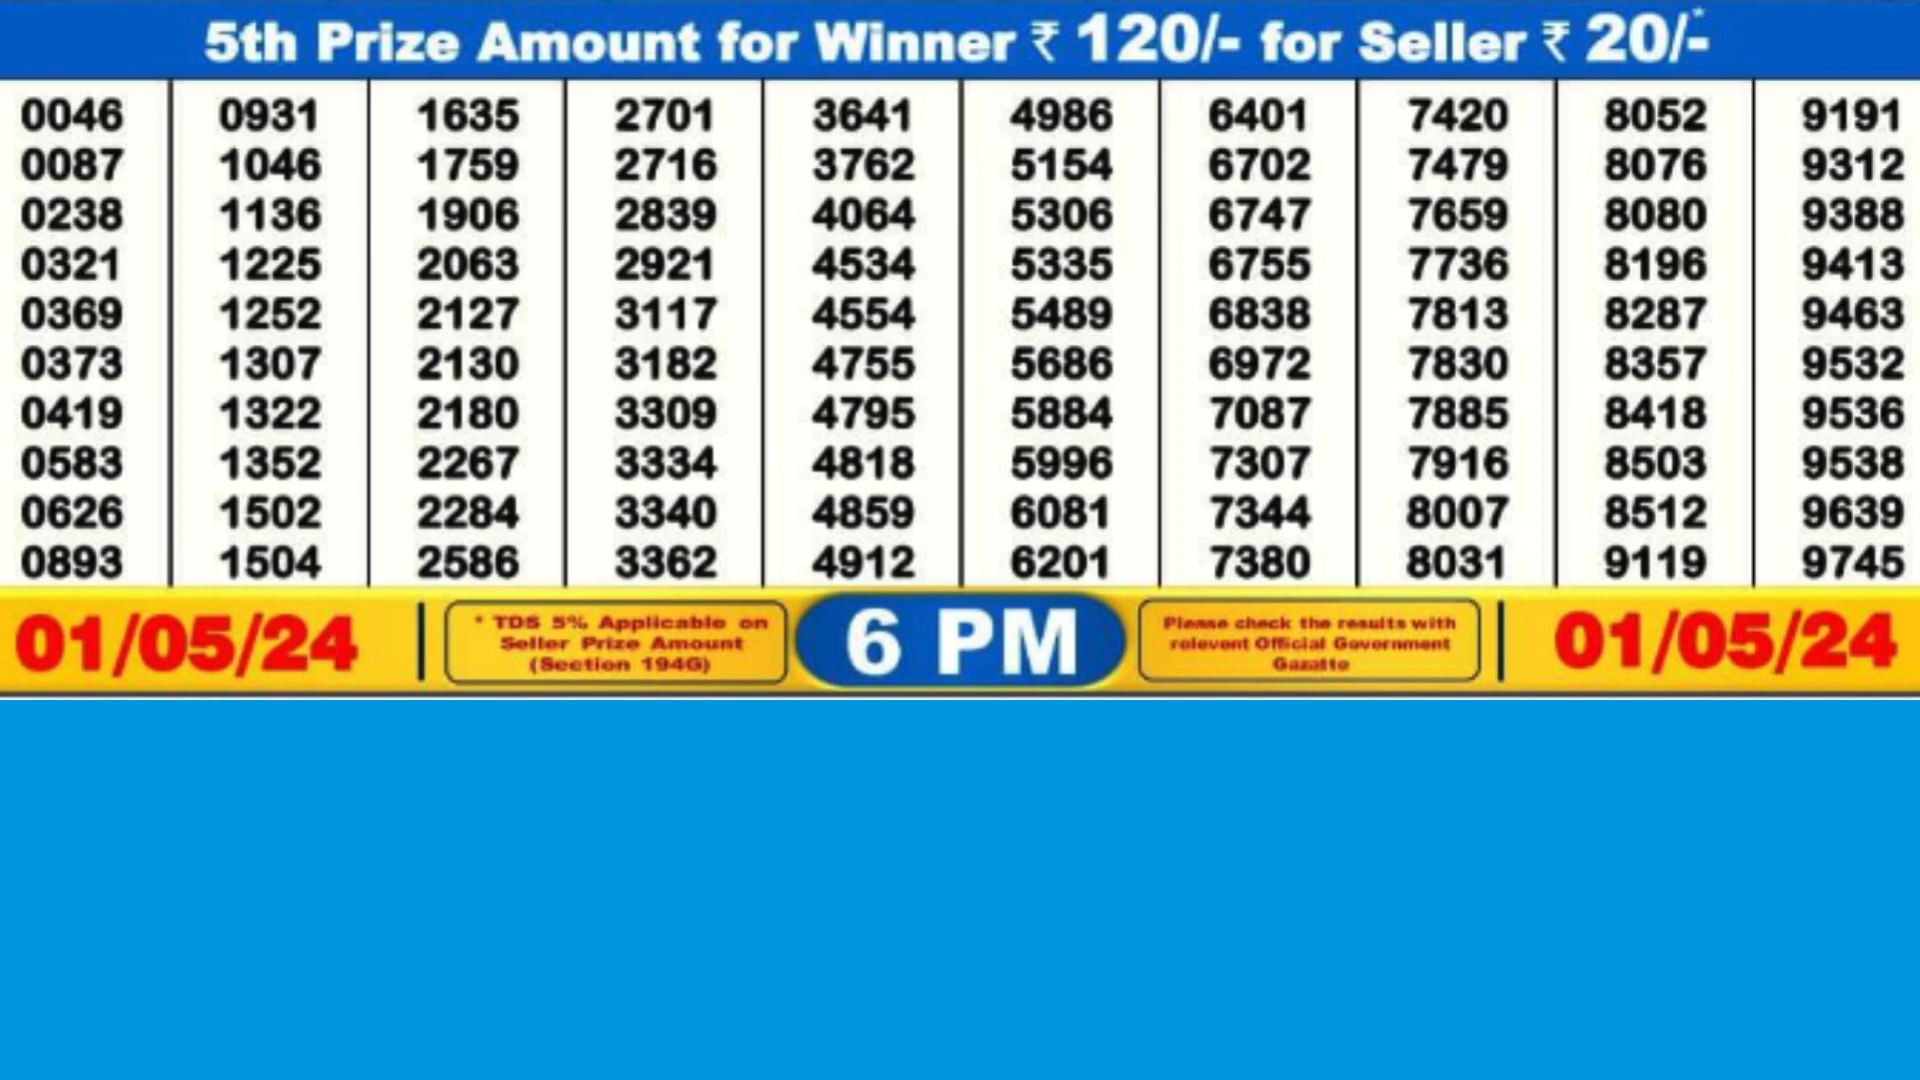 5th Prize Amount for Winner ₹ 120/- for Seller ₹ 20/-*
0046 0931 1635 2701 3641 4986 6401 7420 8052 9191
0087 1046 1759 2716 3762 5154 6702 7479 8076 9312
0238 1136 1906 2839 4064 5306 6747 7659 8080 9388
0321 1225 2063 2921 4534 5335 6755 7736 8196 9413
0369 1252 2127 3117 4554 5489 6838 7813 8287 9463
0373 1307 2130 3182 4755 5686 6972 7830 8357 9532
0419 1322 2180 3309 4795 5884 7087 7885 8418 9536
0583 1352 2267 3334 4818 5996 7307 7916 8503 9538
0626 1502 2284 3340 4859 6081 7344 8007 8512 9639
0893 1504 2586 3362 4912 6201 7380 8031 9119 9745
01/05/24
* TDS 5% Applicable on
Seller Prize Amount
(Section 194G)
6 PM
Please check the results with
relevent Official Government
Gazatte
01/05/24